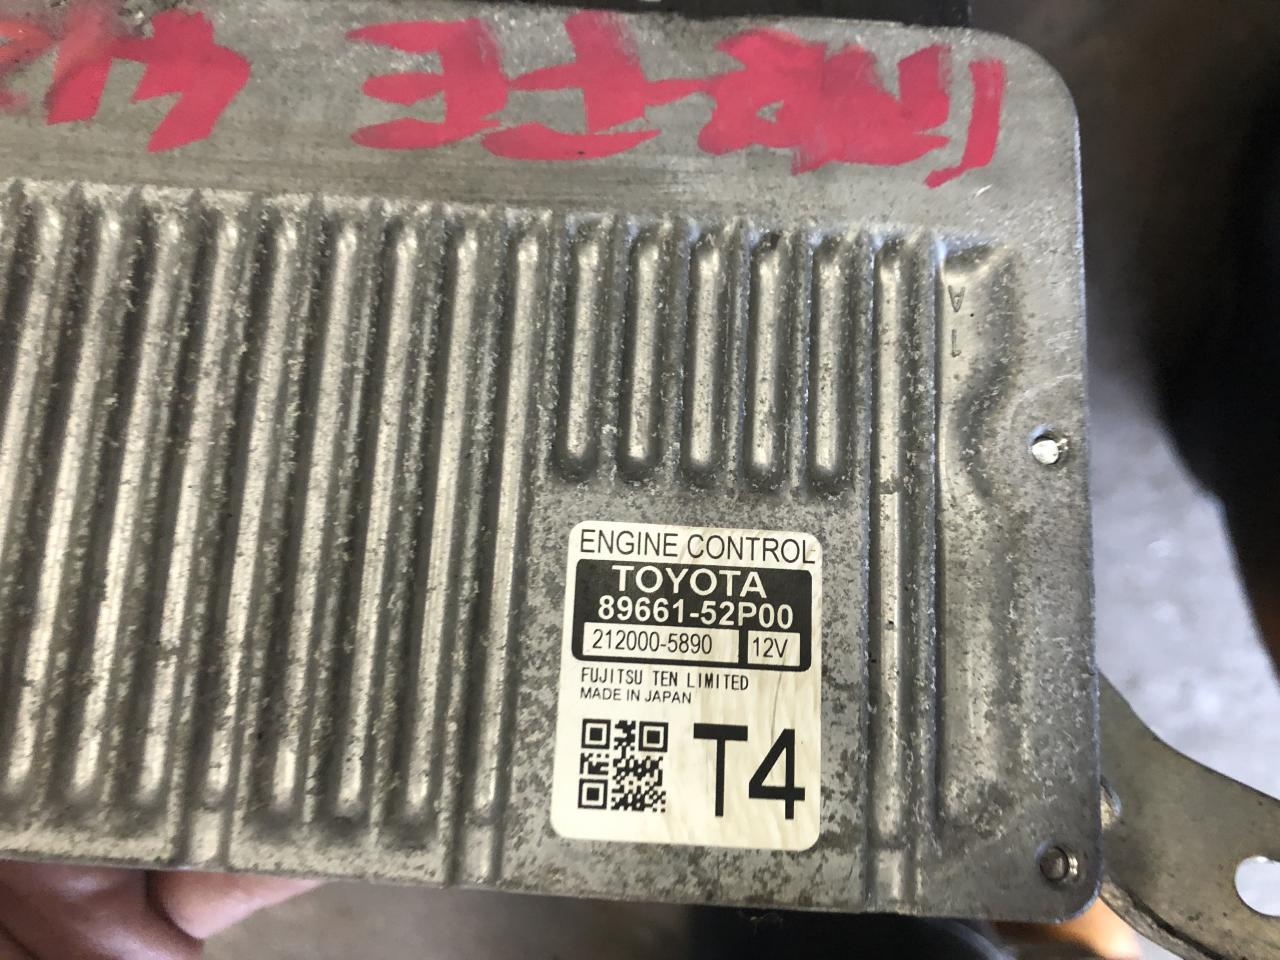 ENGINE CONTROL
TOYOTA
89661-52P00
212000-5890 12V
FUJITSU TEN LIMITED
MADE IN JAPAN
T4